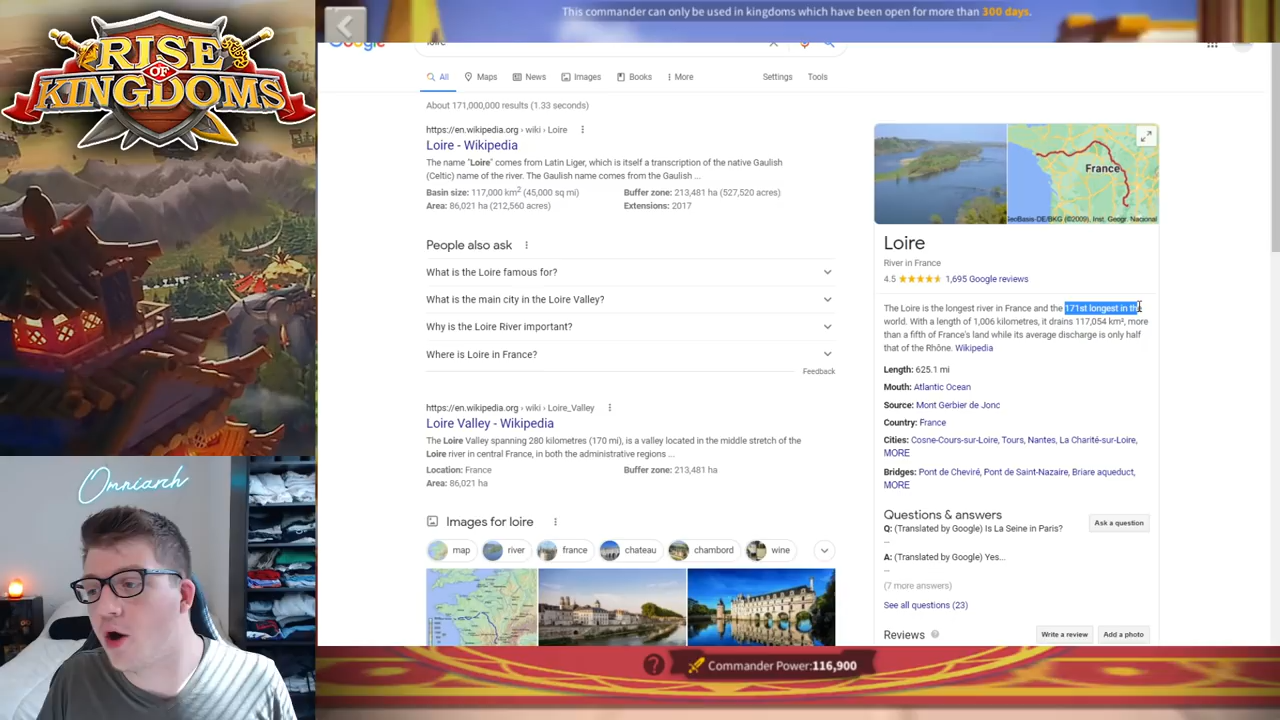 This commander can only be used in kingdoms which have been open for more than 300 days.
RISE
OF
KINGDOMS
Google
loire
All
Maps
News
Images
Books
More
Settings
Tools
About 171,000,000 results (1.33 seconds)
https://en.wikipedia.org › wiki › Loire
Loire - Wikipedia
The name "Loire" comes from Latin Liger, which is itself a transcription of the native Gaulish
(Celtic) name of the river. The Gaulish name comes from the Gaulish ...
Basin size: 117,000 km2 (45,000 sq mi)
Buffer zone: 213,481 ha (527,520 acres)
Area: 86,021 ha (212,560 acres)
Extensions: 2017
People also ask
What is the Loire famous for?
What is the main city in the Loire Valley?
Why is the Loire River important?
Where is Loire in France?
Feedback
https://en.wikipedia.org › wiki › Loire_Valley
Loire Valley - Wikipedia
The Loire Valley spanning 280 kilometres (170 mi), is a valley located in the middle stretch of the
Loire river in central France, in both the administrative regions ...
Location: France
Buffer zone: 213,481 ha
Area: 86,021 ha
Images for loire
map
river
france
chateau
chambord
wine
France
GeoBasis-DE/BKG (©2009), Inst. Geogr. Nacional
Loire
River in France
4.5
1,695 Google reviews
The Loire is the longest river in France and the 171st longest in the
world. With a length of 1,006 kilometres, it drains 117,054 km², more
than a fifth of France's land while its average discharge is only half
that of the Rhône. Wikipedia
Length: 625.1 mi
Mouth: Atlantic Ocean
Source: Mont Gerbier de Jonc
Country: France
Cities: Cosne-Cours-sur-Loire, Tours, Nantes, La Charité-sur-Loire,
MORE
Bridges: Pont de Cheviré, Pont de Saint-Nazaire, Briare aqueduct,
MORE
Questions & answers
Q: (Translated by Google) Is La Seine in Paris?
...
Ask a question
A: (Translated by Google) Yes...
...
(7 more answers)
See all questions (23)
Reviews
Write a review
Add a photo
Omniarch
? Commander Power:116,900